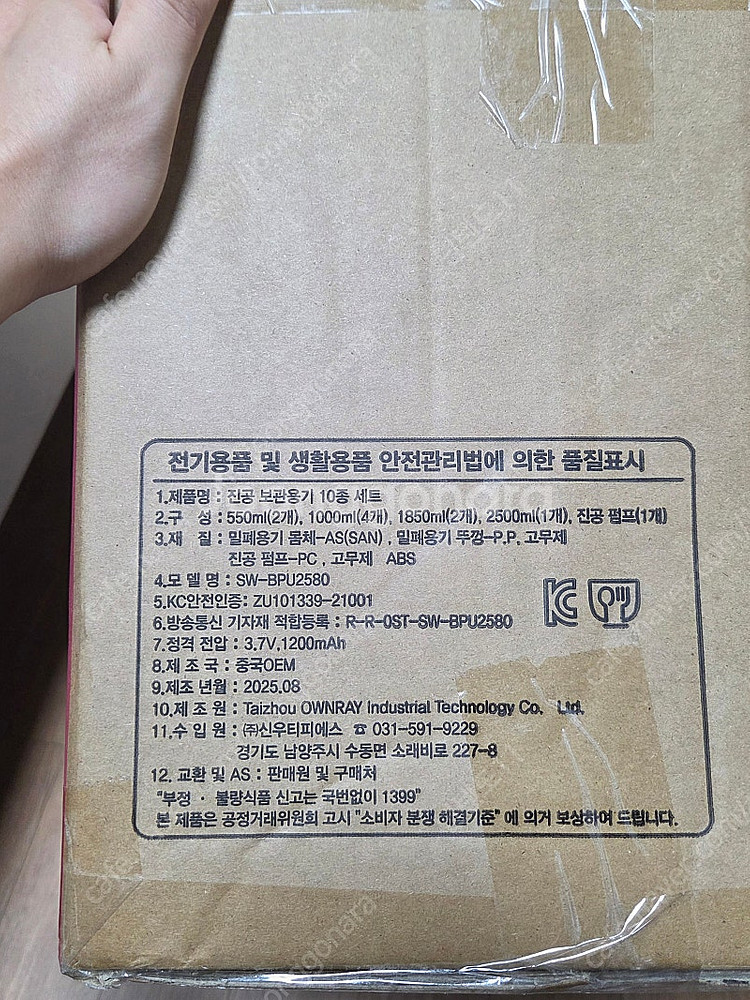 전기용품 및 생활용품 안전관리법에 의한 품질표시
1.제품명 : 진공 보관용기 10종 세트
2.구 성 : 550ml(2개), 1000ml(4개), 1850ml(2개), 2500ml(1개), 진공 펌프(1개)
3.재 질 : 밀폐용기 몸체-AS(SAN) , 밀폐용기 뚜껑-P.P, 고무제
진공 펌프-PC , 고무제 ABS
4.모 델 명 : SW-BPU2580
5.KC안전인증: ZU101339-21001
6.방송통신 기자재 적합등록 : R-R-0ST-SW-BPU2580
7.정격 전압 : 3.7V,1200mAh
8.제 조 국 : 중국OEM
9.제조 년월 : 2025.08
10.제 조 원 : Taizhou OWNRAY Industrial Technology Co. Ltd.
11.수 입 원 : ㈜신우티피에스 ☎ 031-591-9229
경기도 남양주시 수동면 소래비로 227-8
12. 교환 및 AS : 판매원 및 구매처
"부정 · 불량식품 신고는 국번없이 1399"
본 제품은 공정거래위원회 고시 "소비자 분쟁 해결기준" 에 의거 보상하여 드립니다.
cafe.naver.com/joonggonara